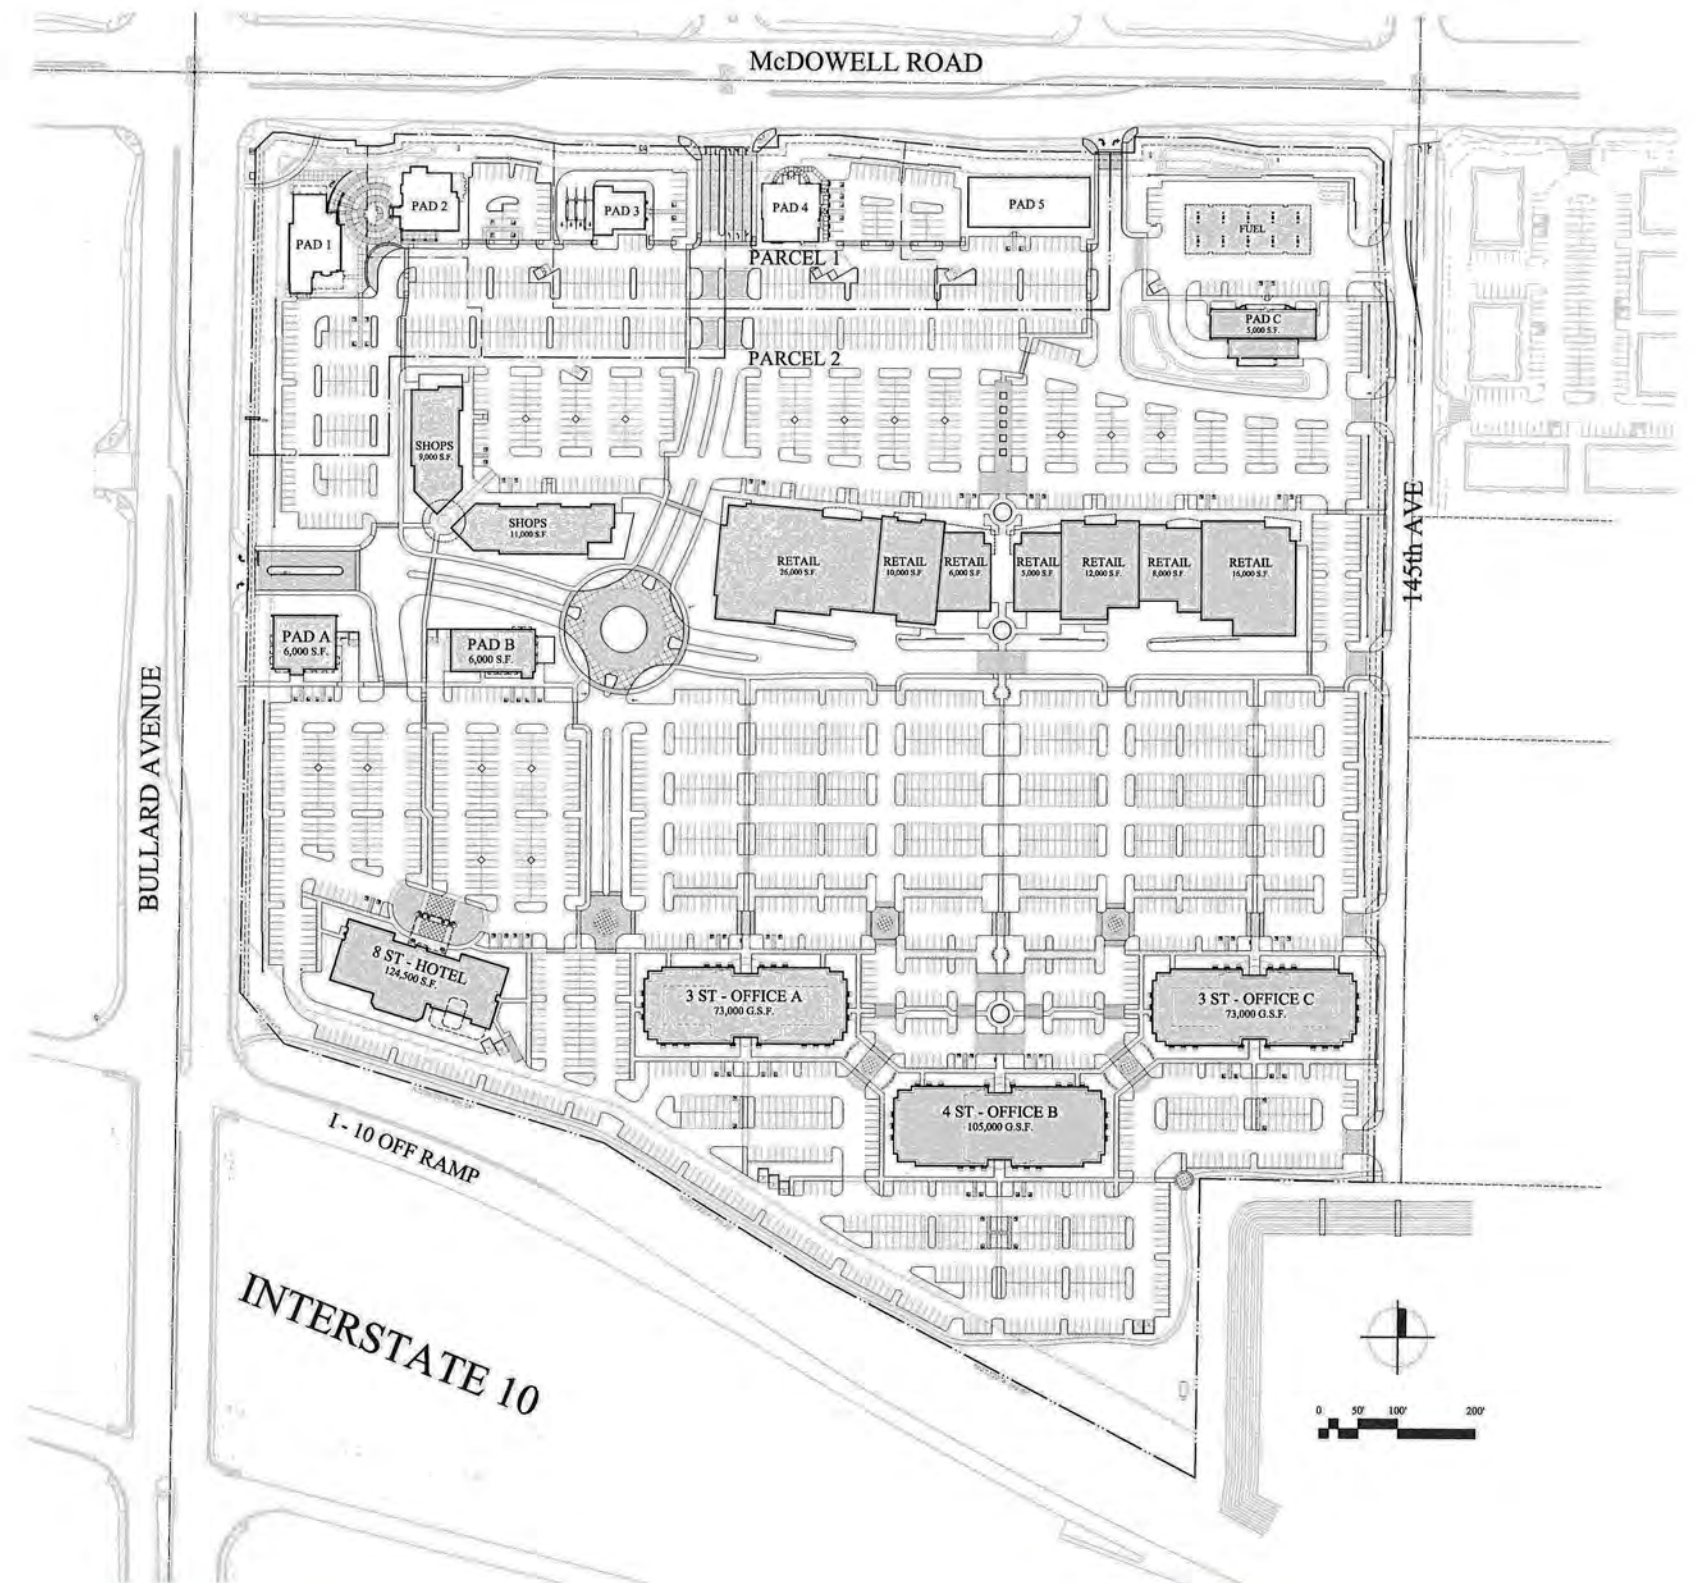 McDOWELL ROAD
PAD 1
PAD 2
PAD 3
PAD 4
PAD 5
FUEL
PARCEL 1
PAD C
5,000 S.F.
PARCEL 2
SHOPS
9,000 S.F.
SHOPS
11,000 S.F.
RETAIL
26,000 S.F.
RETAIL
10,000 S.F.
RETAIL
6,000 S.F.
RETAIL
5,000 S.F.
RETAIL
12,000 S.F.
RETAIL
8,000 S.F.
RETAIL
16,000 S.F.
145th AVE
PAD A
6,000 S.F.
PAD B
6,000 S.F.
BULLARD AVENUE
8 ST - HOTEL
124,500 S.F.
3 ST - OFFICE A
73,000 G.S.F.
3 ST - OFFICE C
73,000 G.S.F.
4 ST - OFFICE B
105,000 G.S.F.
I - 10 OFF RAMP
INTERSTATE 10
0 50' 100' 200'